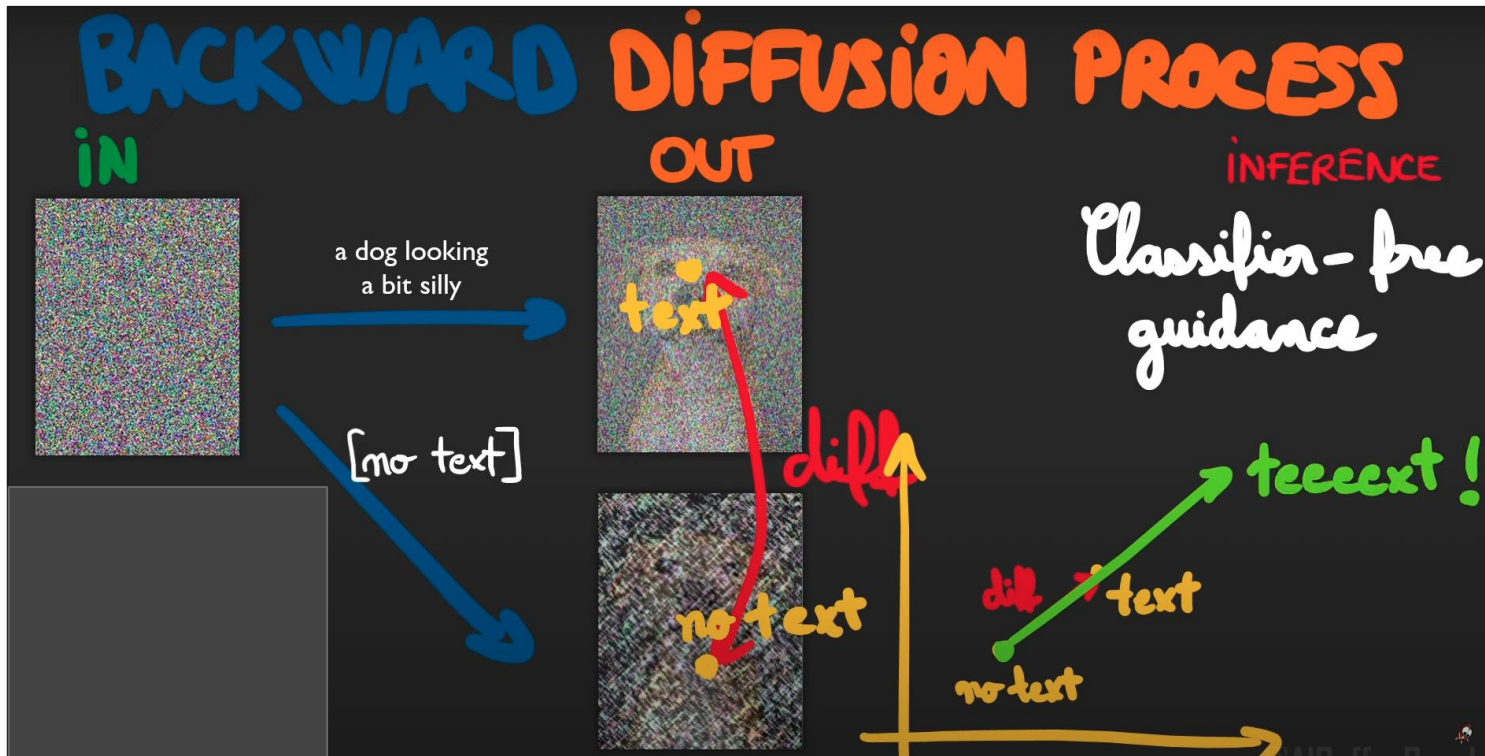 BACKWARD DIFFUSION PROCESS
iN
OUT
iNFERENCE
a dog looking
a bit silly
Classifier-free
guidance
text
[no text]
diff
teeeext!
diff
text
no text
no text